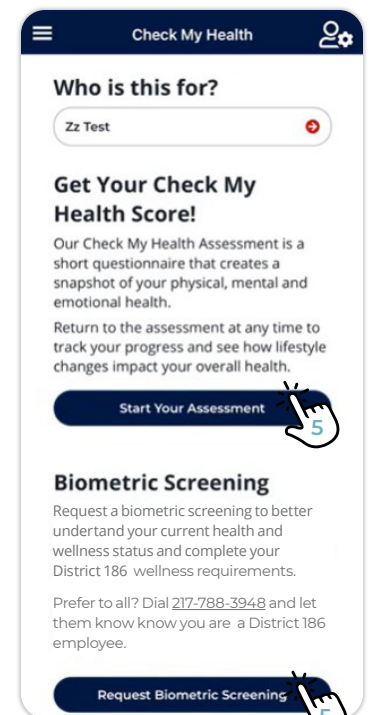 Check My Health
Who is this for?
Zz Test
Get Your Check My
Health Score!
Our Check My Health Assessment is a
short questionnaire that creates a
snapshot of your physical, mental and
emotional health.
Return to the assessment at any time to
track your progress and see how lifestyle
changes impact your overall health.
Start Your Assessment
5
Biometric Screening
Request a biometric screening to better
undertand your current health and
wellness status and complete your
District 186 wellness requirements.
Prefer to all? Dial 217-788-3948 and let
them know know you are a District 186
employee.
Request Biometric Screening
5